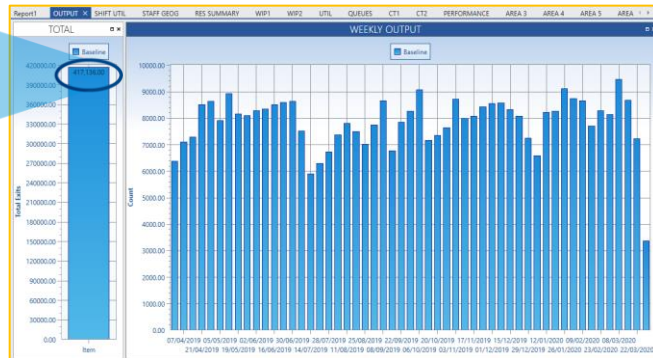 Report1 OUTPUT × SHIFT UTIL STAFF GEOG RES SUMMARY WIP1 WIP2 UTIL QUEUES CT1 CT2 PERFORMANCE AREA 3 AREA 4 AREA 5 AREA
TOTAL
Baseline
417,136.00
420000.00
390000.00
360000.00
330000.00
300000.00
270000.00
240000.00
210000.00
180000.00
150000.00
120000.00
90000.00
60000.00
30000.00
0.00
Total Exits
Item
WEEKLY OUTPUT
Baseline
10000.00
9000.00
8000.00
7000.00
6000.00
5000.00
4000.00
3000.00
2000.00
1000.00
0.00
Count
07/04/2019 05/05/2019 02/06/2019 30/06/2019 28/07/2019 25/08/2019 22/09/2019 20/10/2019 17/11/2019 15/12/2019 12/01/2020 09/02/2020 08/03/2020
21/04/2019 19/05/2019 16/06/2019 14/07/2019 11/08/2019 08/09/2019 06/10/2019 03/11/2019 01/12/2019 29/12/2019 26/01/2020 23/02/2020 22/03/2020